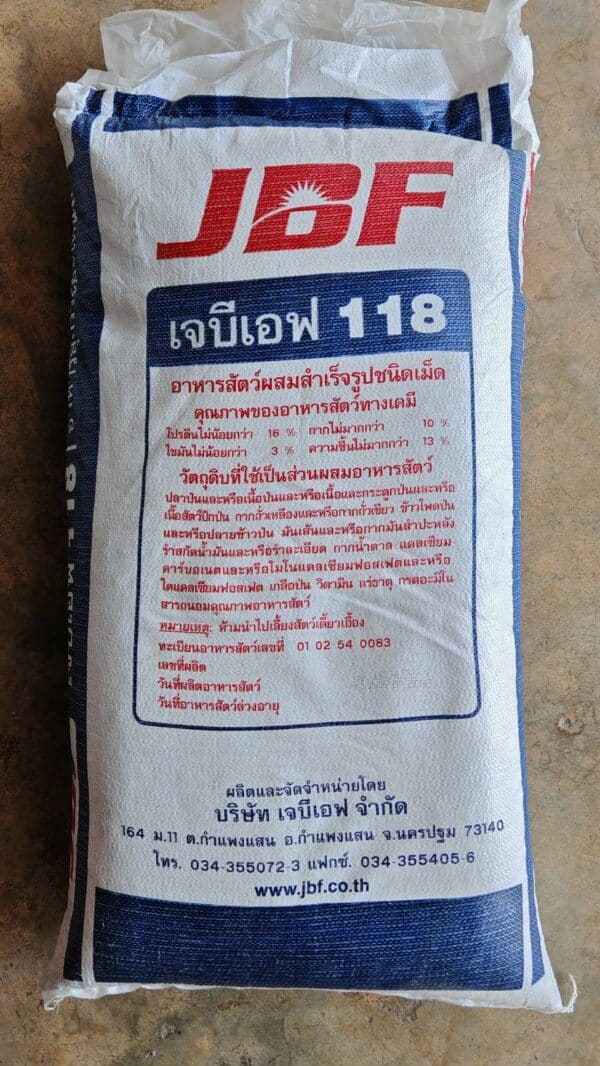 JBF
เจบีเอฟ 118
อาหารสัตว์ผสมสำเร็จรูปชนิดเม็ด
คุณภาพของอาหารสัตว์ทางเคมี
โปรตีนไม่น้อยกว่า 16 % กากไม่มากกว่า 10 %
ไขมันไม่น้อยกว่า 3 % ความชื้นไม่มากกว่า 13 %
วัตถุดิบที่ใช้เป็นส่วนผสมอาหารสัตว์
ปลาป่นและหรือเนื้อป่นและหรือเนื้อและกระดูกป่นและหรือ
เนื้อสัตว์ปีกป่น กากถั่วเหลืองและหรือกากถั่วเขียว ข้าวโพดป่น
และหรือปลายข้าวป่น มันเส้นและหรือกากมันสำปะหลัง
รำสกัดน้ำมันและหรือรำละเอียด กากน้ำตาล แคลเซียม-
คาร์บอเนตและหรือโมโนแคลเซียมฟอสเฟตและหรือ
ไดแคลเซียมฟอสเฟต เกลือป่น วิตามิน แร่ธาตุ กรดอะมิโน
สารถนอมคุณภาพอาหารสัตว์
หมายเหตุ: ห้ามนำไปเลี้ยงสัตว์เคี้ยวเอื้อง
ทะเบียนอาหารสัตว์เลขที่ 01 02 54 0083
เลขที่ผลิต
วันที่ผลิตอาหารสัตว์
วันที่อาหารสัตว์ล่วงอายุ
ผลิตและจัดจำหน่ายโดย
บริษัท เจบีเอฟ จำกัด
164 ม.11 ต.กำแพงแสน อ.กำแพงแสน จ.นครปฐม 73140
โทร. 034-355072-3 แฟกซ์. 034-355405-6
www.jbf.co.th